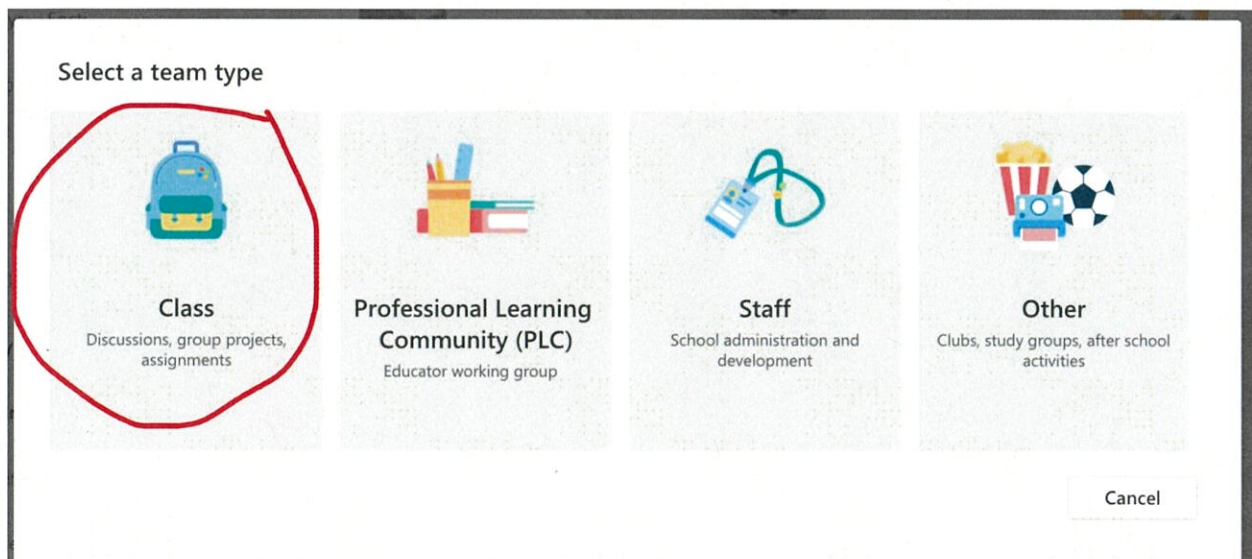 Select a team type
Class
Discussions, group projects,
assignments
Professional Learning
Community (PLC)
Educator working group
Staff
School administration and
development
Other
Clubs, study groups, after school
activities
Cancel